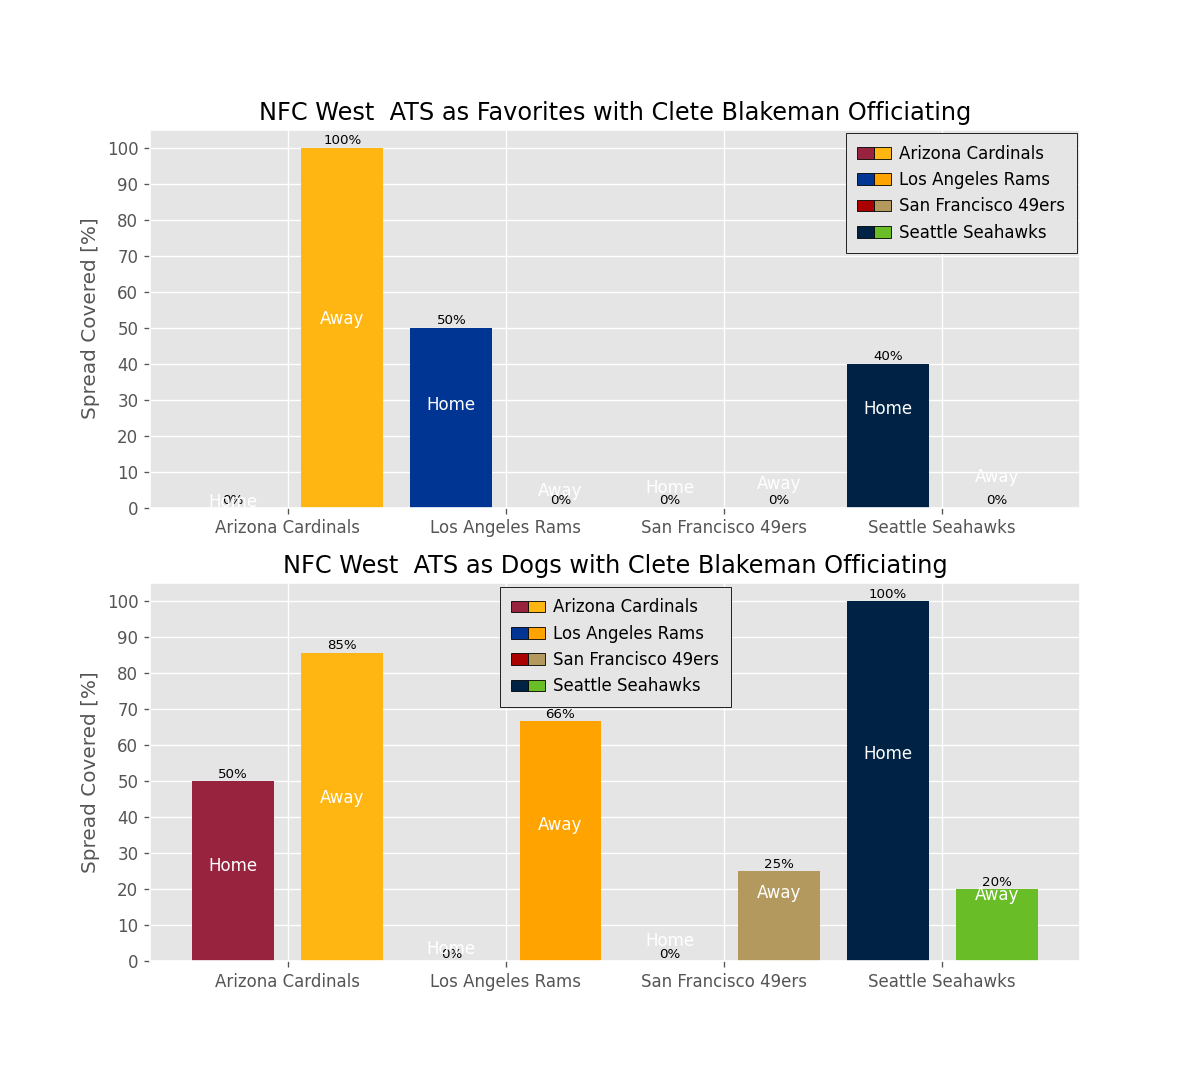 NFC West  ATS as Favorites with Clete Blakeman Officiating
Spread Covered [%]
100
90
80
70
60
50
40
30
20
10
0
100%
50%
40%
0%
0%
0%
0%
0%
Home
Away
Home
Away
Home
Away
Home
Away
Arizona Cardinals
Los Angeles Rams
San Francisco 49ers
Seattle Seahawks
Arizona Cardinals
Los Angeles Rams
San Francisco 49ers
Seattle Seahawks
NFC West  ATS as Dogs with Clete Blakeman Officiating
Spread Covered [%]
100
90
80
70
60
50
40
30
20
10
0
50%
85%
0%
66%
0%
25%
100%
20%
Home
Away
Home
Away
Home
Away
Home
Away
Arizona Cardinals
Los Angeles Rams
San Francisco 49ers
Seattle Seahawks
Arizona Cardinals
Los Angeles Rams
San Francisco 49ers
Seattle Seahawks